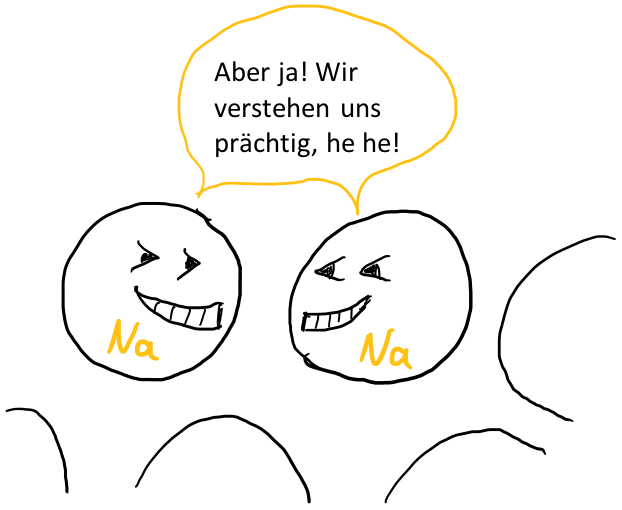 Aber ja! Wir
verstehen uns
prächtig, he he!
Na
Na